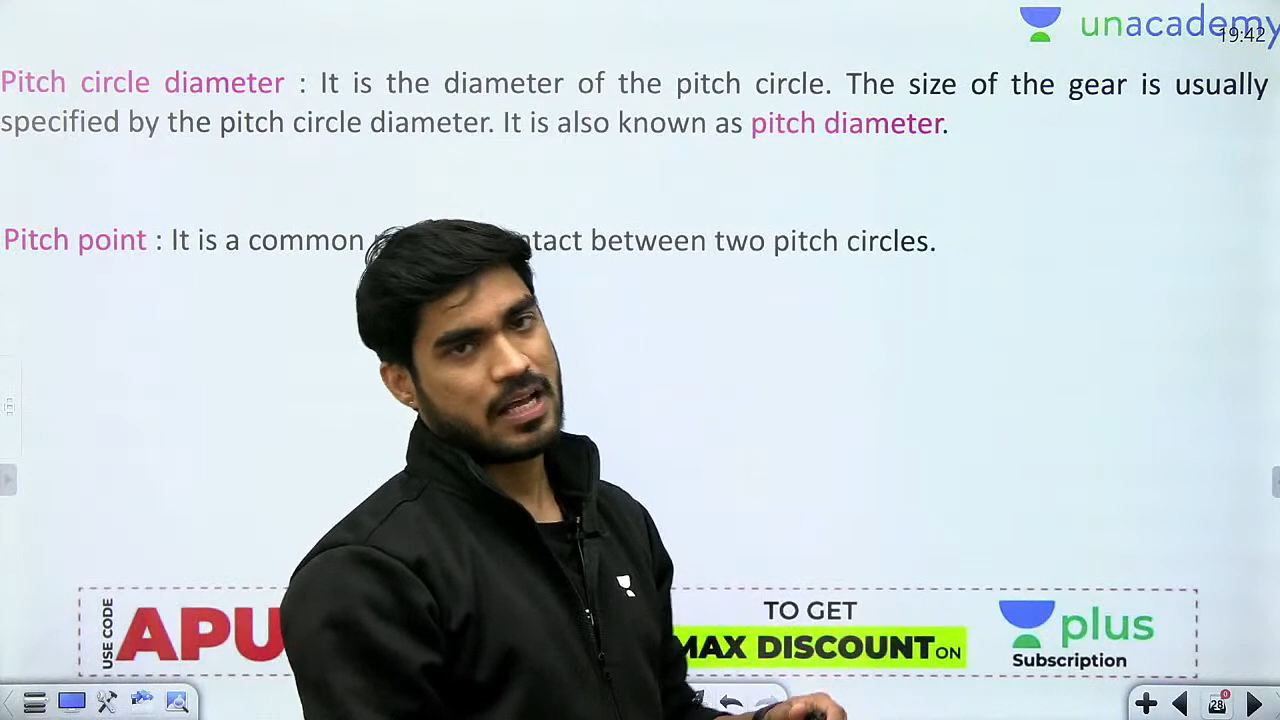 unacademy
19:42
Pitch circle diameter : It is the diameter of the pitch circle. The size of the gear is usually
specified by the pitch circle diameter. It is also known as pitch diameter.
Pitch point : It is a common ntact between two pitch circles.
USE CODE
APU
TO GET
MAX DISCOUNT ON
plus
Subscription
28
0